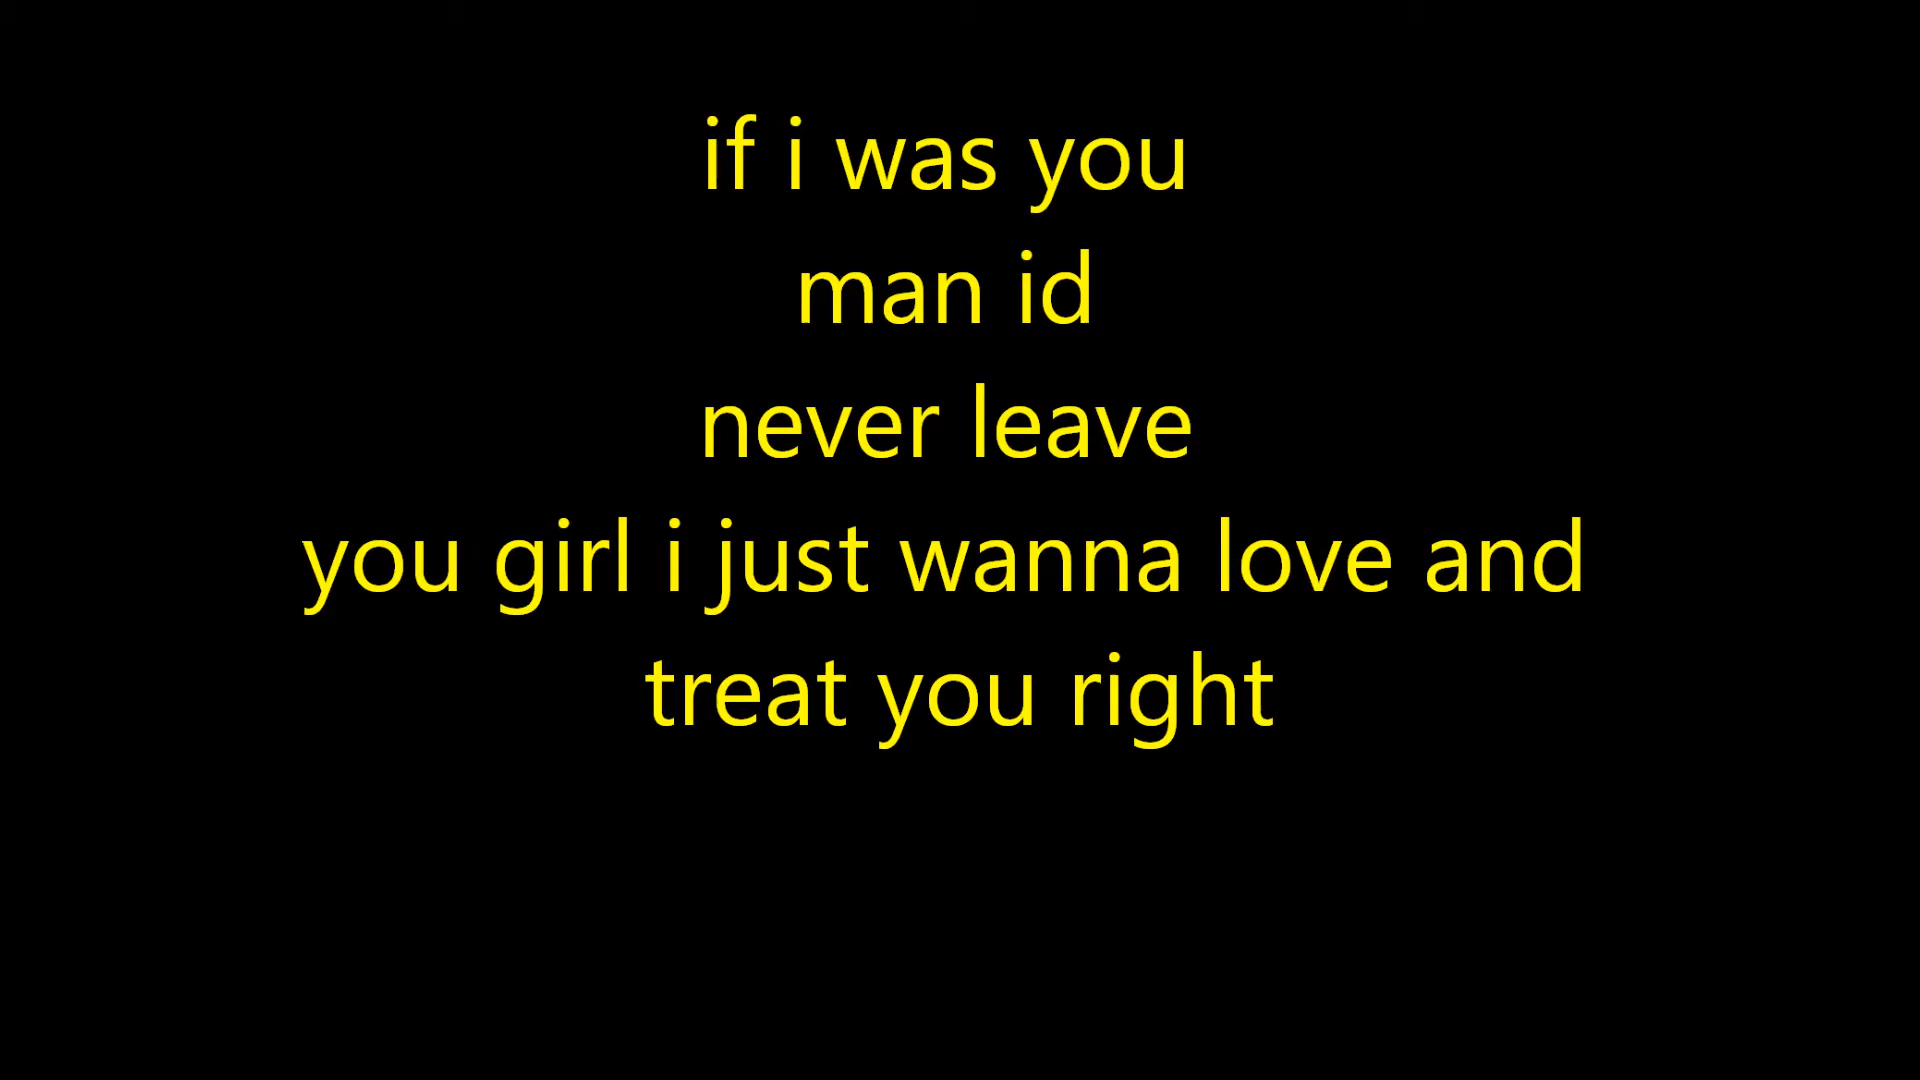 if i was you
man id
never leave
you girl i just wanna love and
treat you right